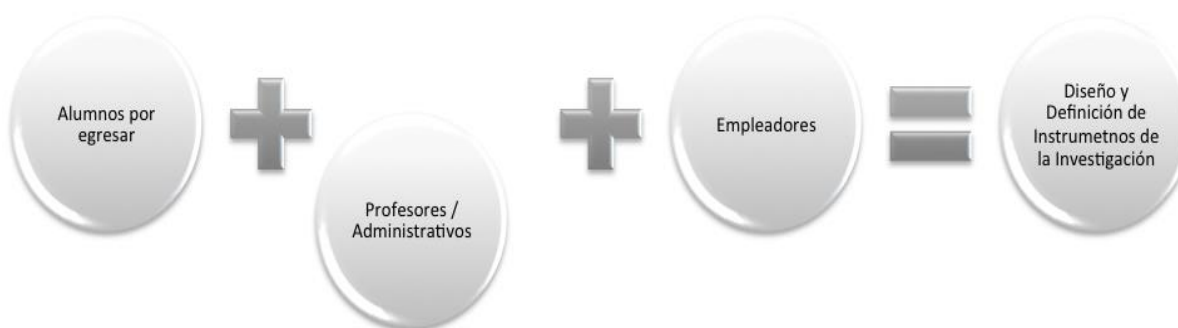 Alumnos por
egresar
Profesores /
Administrativos
Empleadores
Diseño y
Definición de
Instrumetnos de
la Investigación